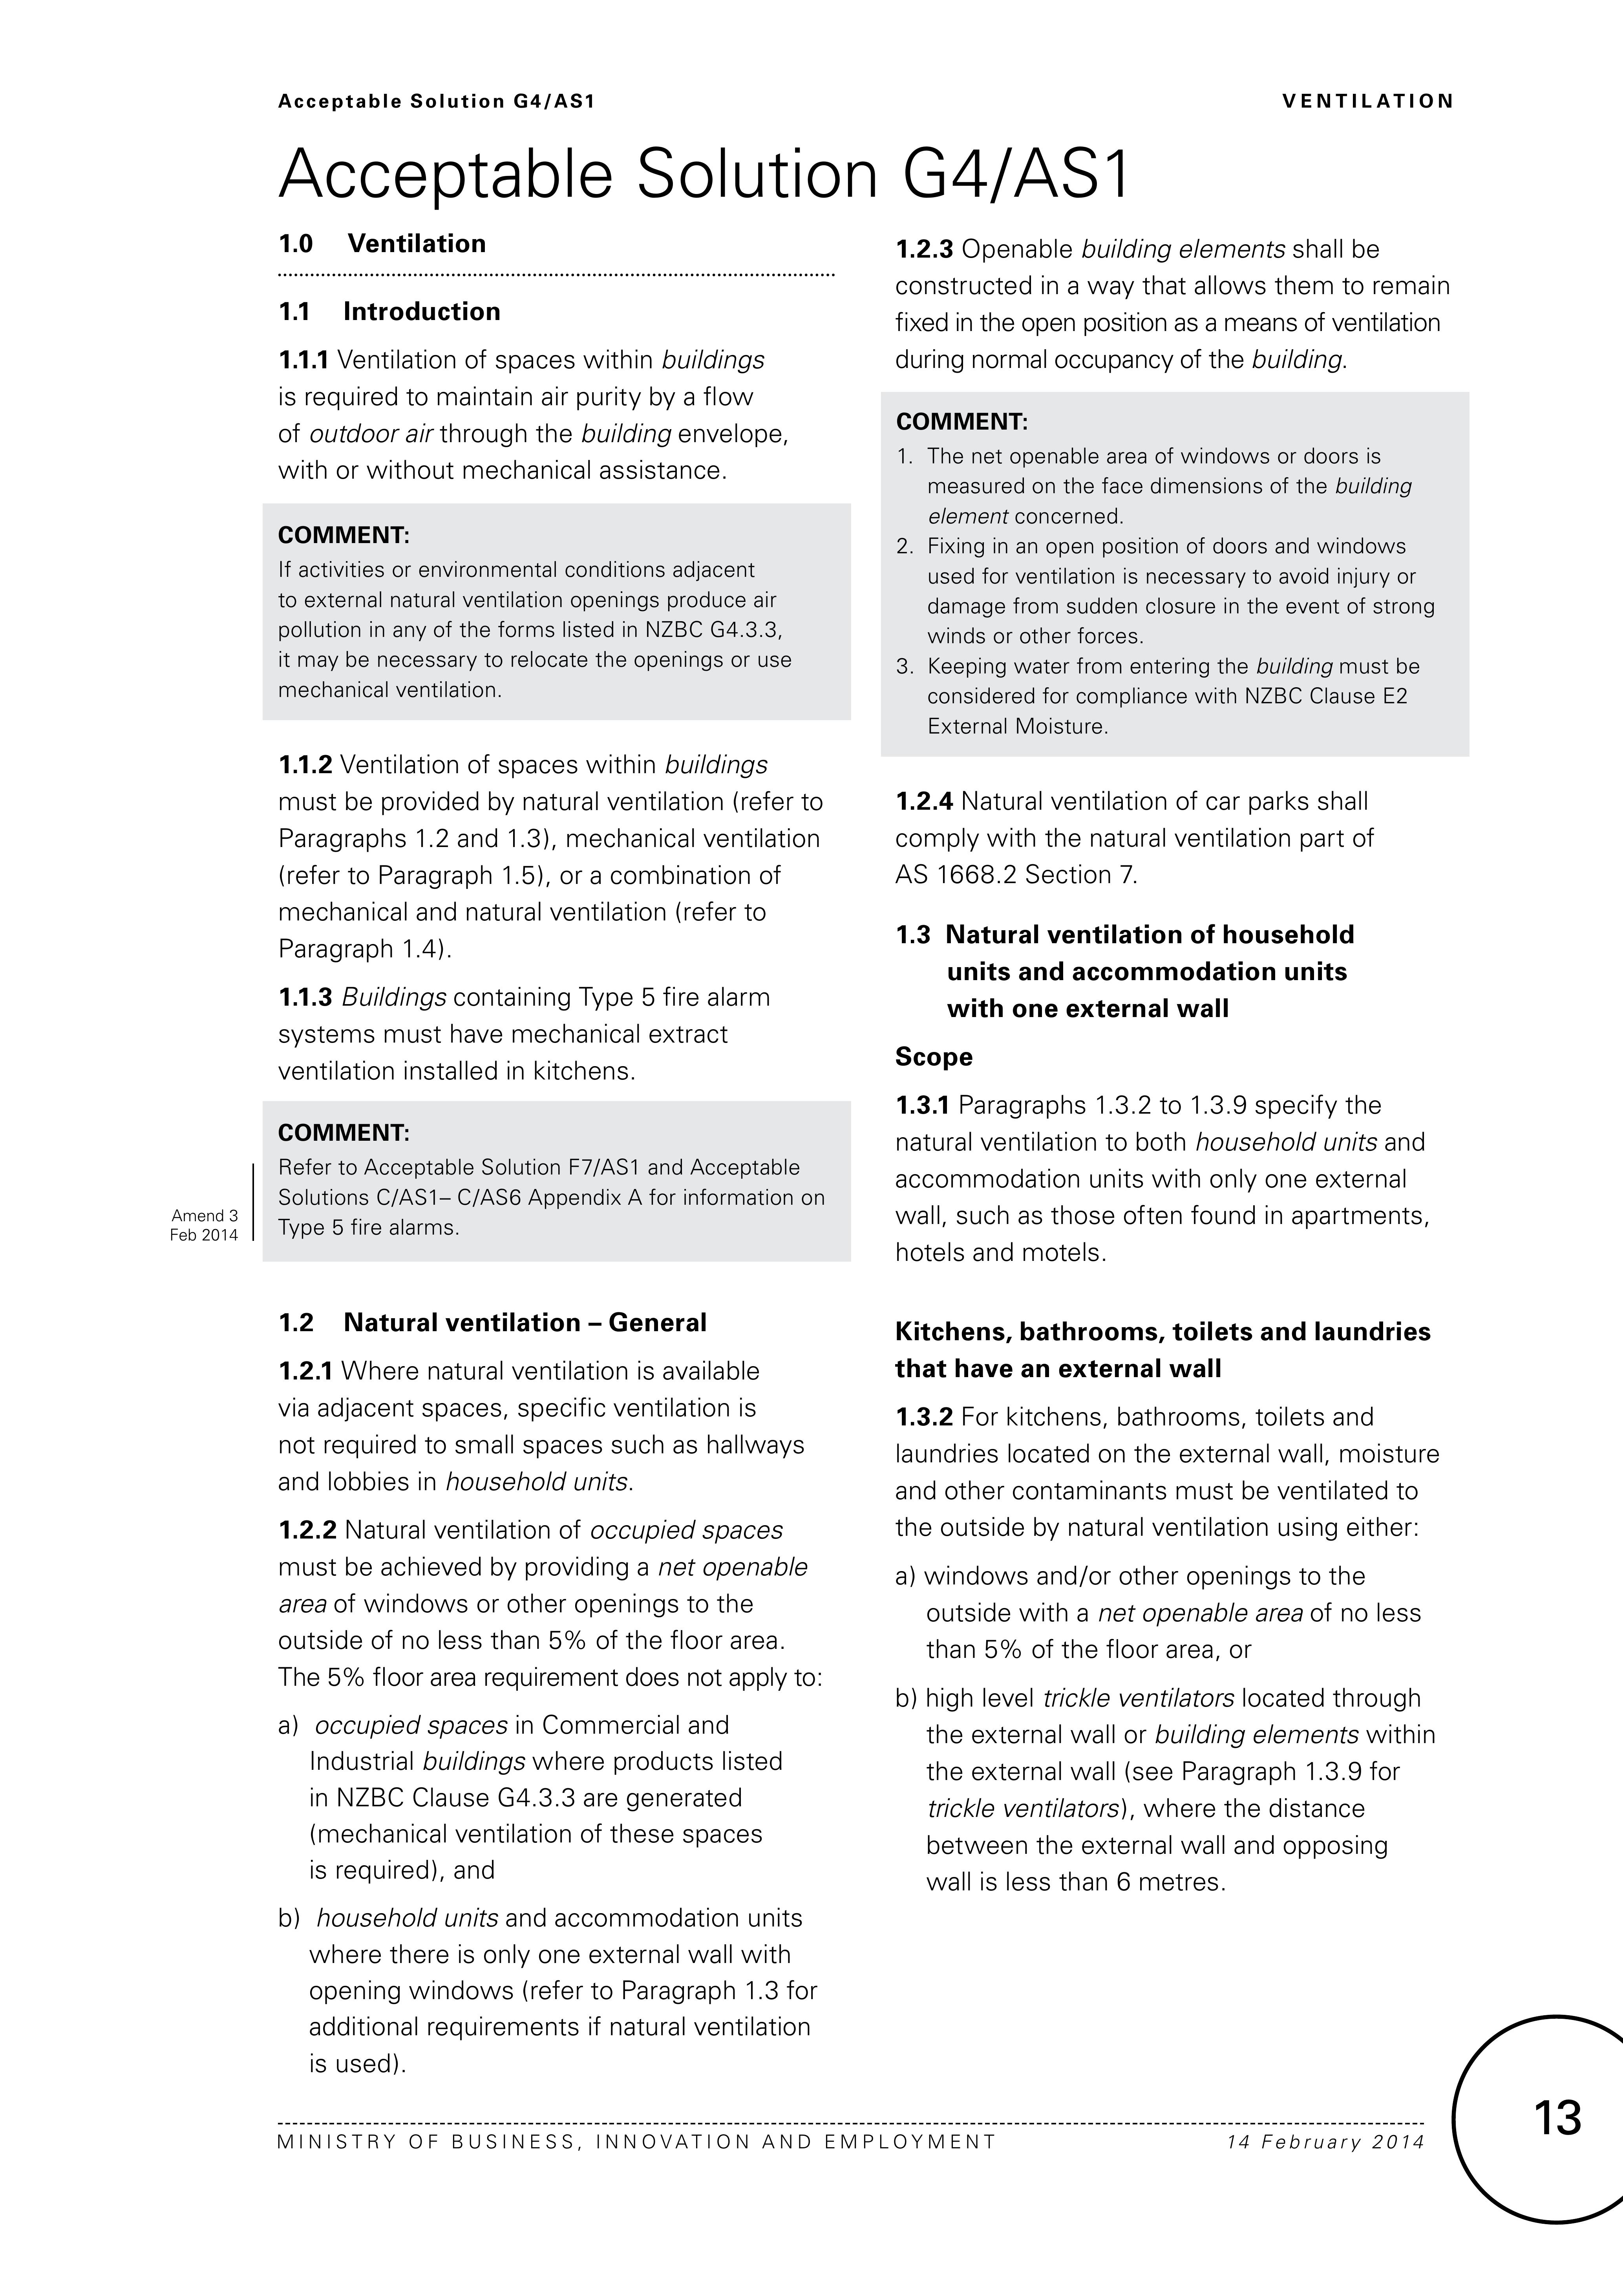 Acceptable Solution G4/AS1
VENTILATION
Acceptable Solution G4/AS1
1.0 Ventilation
1.1 Introduction
1.1.1 Ventilation of spaces within buildings
is required to maintain air purity by a flow
of outdoor air through the building envelope,
with or without mechanical assistance.
COMMENT:
If activities or environmental conditions adjacent
to external natural ventilation openings produce air
pollution in any of the forms listed in NZBC G4.3.3,
it may be necessary to relocate the openings or use
mechanical ventilation.
1.1.2 Ventilation of spaces within buildings
must be provided by natural ventilation (refer to
Paragraphs 1.2 and 1.3), mechanical ventilation
(refer to Paragraph 1.5), or a combination of
mechanical and natural ventilation (refer to
Paragraph 1.4).
1.1.3 Buildings containing Type 5 fire alarm
systems must have mechanical extract
ventilation installed in kitchens.
COMMENT:
Refer to Acceptable Solution F7/AS1 and Acceptable
Solutions C/AS1– C/AS6 Appendix A for information on
Type 5 fire alarms.
Amend 3
Feb 2014
1.2 Natural ventilation – General
1.2.1 Where natural ventilation is available
via adjacent spaces, specific ventilation is
not required to small spaces such as hallways
and lobbies in household units.
1.2.2 Natural ventilation of occupied spaces
must be achieved by providing a net openable
area of windows or other openings to the
outside of no less than 5% of the floor area.
The 5% floor area requirement does not apply to:
a) occupied spaces in Commercial and
Industrial buildings where products listed
in NZBC Clause G4.3.3 are generated
(mechanical ventilation of these spaces
is required), and
b) household units and accommodation units
where there is only one external wall with
opening windows (refer to Paragraph 1.3 for
additional requirements if natural ventilation
is used).
1.2.3 Openable building elements shall be
constructed in a way that allows them to remain
fixed in the open position as a means of ventilation
during normal occupancy of the building.
COMMENT:
1. The net openable area of windows or doors is
measured on the face dimensions of the building
element concerned.
2. Fixing in an open position of doors and windows
used for ventilation is necessary to avoid injury or
damage from sudden closure in the event of strong
winds or other forces.
3. Keeping water from entering the building must be
considered for compliance with NZBC Clause E2
External Moisture.
1.2.4 Natural ventilation of car parks shall
comply with the natural ventilation part of
AS 1668.2 Section 7.
1.3 Natural ventilation of household
units and accommodation units
with one external wall
Scope
1.3.1 Paragraphs 1.3.2 to 1.3.9 specify the
natural ventilation to both household units and
accommodation units with only one external
wall, such as those often found in apartments,
hotels and motels.
Kitchens, bathrooms, toilets and laundries
that have an external wall
1.3.2 For kitchens, bathrooms, toilets and
laundries located on the external wall, moisture
and other contaminants must be ventilated to
the outside by natural ventilation using either:
a) windows and/or other openings to the
outside with a net openable area of no less
than 5% of the floor area, or
b) high level trickle ventilators located through
the external wall or building elements within
the external wall (see Paragraph 1.3.9 for
trickle ventilators), where the distance
between the external wall and opposing
wall is less than 6 metres.
MINISTRY OF BUSINESS, INNOVATION AND EMPLOYMENT
14 February 2014
13